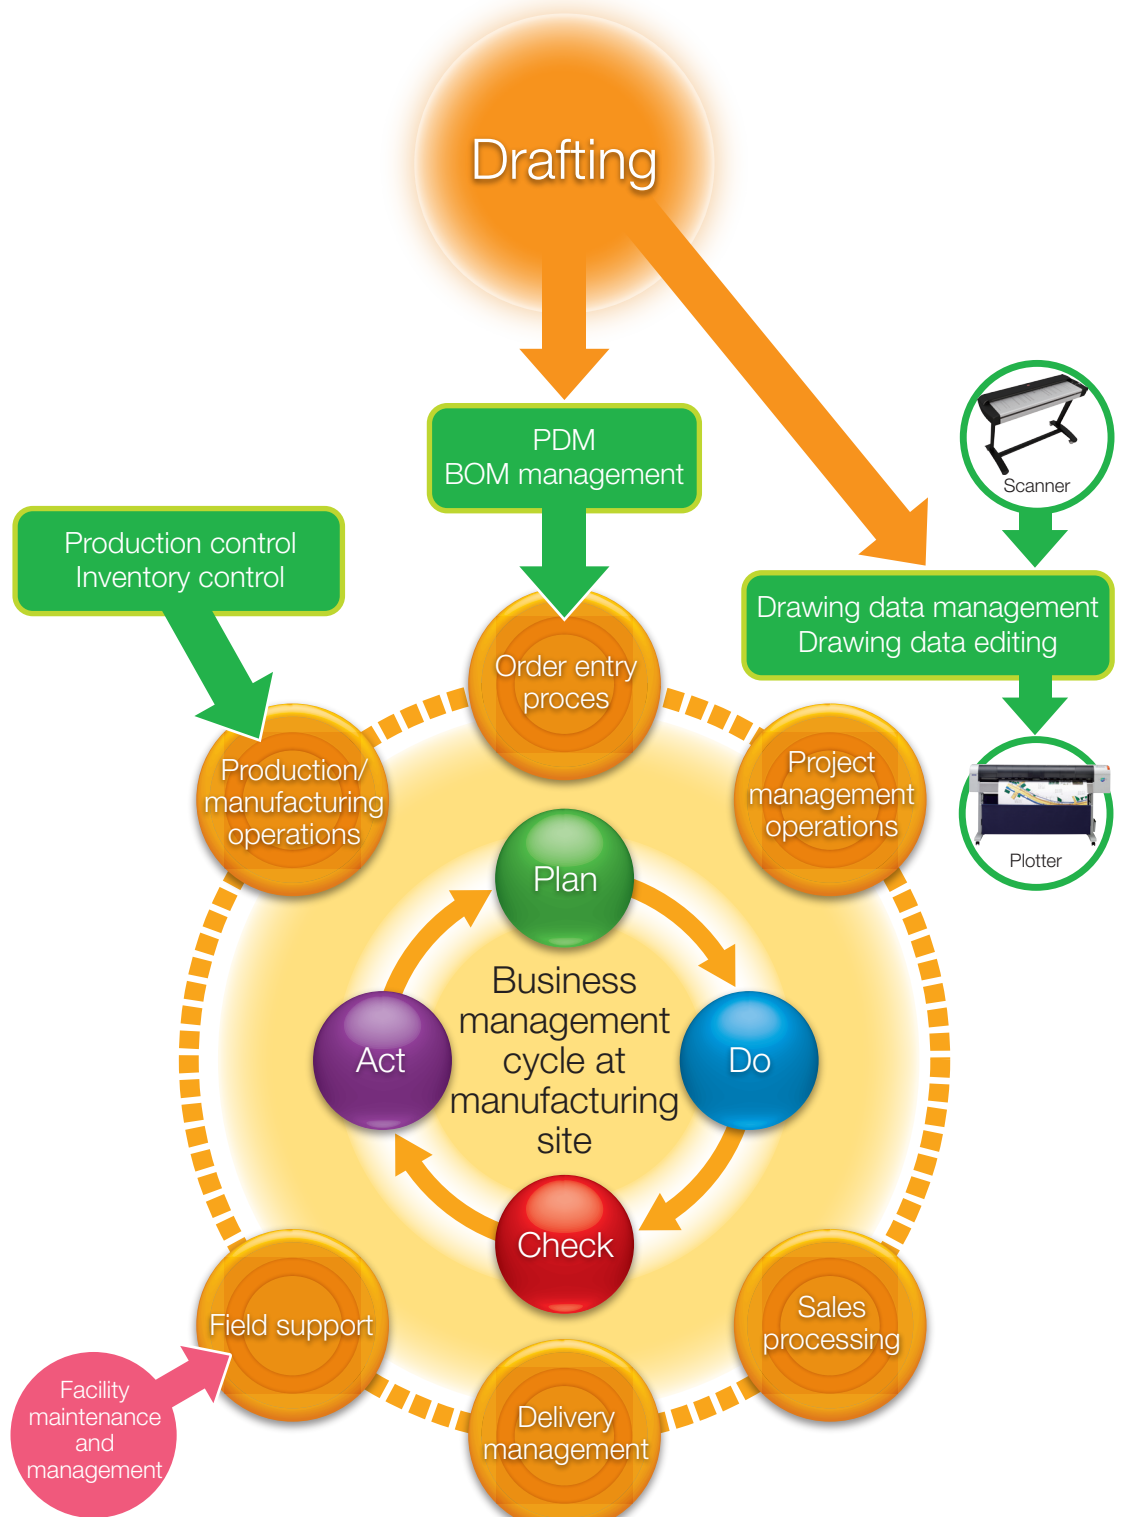 Drafting
PDM
BOM management
Scanner
Production control
Inventory control
Drawing data management
Drawing data editing
Order entry
proces
Production/
manufacturing
operations
Project
management
operations
Plotter
Plan
Business
management
cycle at
manufacturing
site
Act
Do
Check
Field support
Sales
processing
Facility
maintenance
and
management
Delivery
management